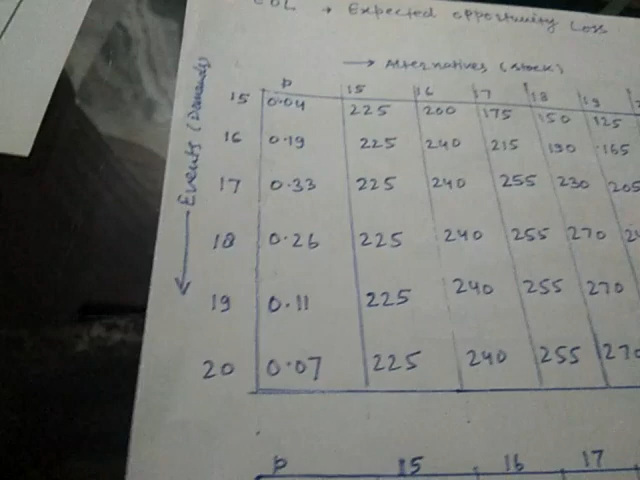 EOL → Expected opportunity Loss
→ Alternatives (stock)
P 15 16 17 18 19
Events (Demands)
15 0.04 225 200 175 150 125
16 0.19 225 240 215 190 165
17 0.33 225 240 255 230 205
18 0.26 225 240 255 270
19 0.11 225 240 255 270
20 0.07 225 240 255 270
P 15 16 17